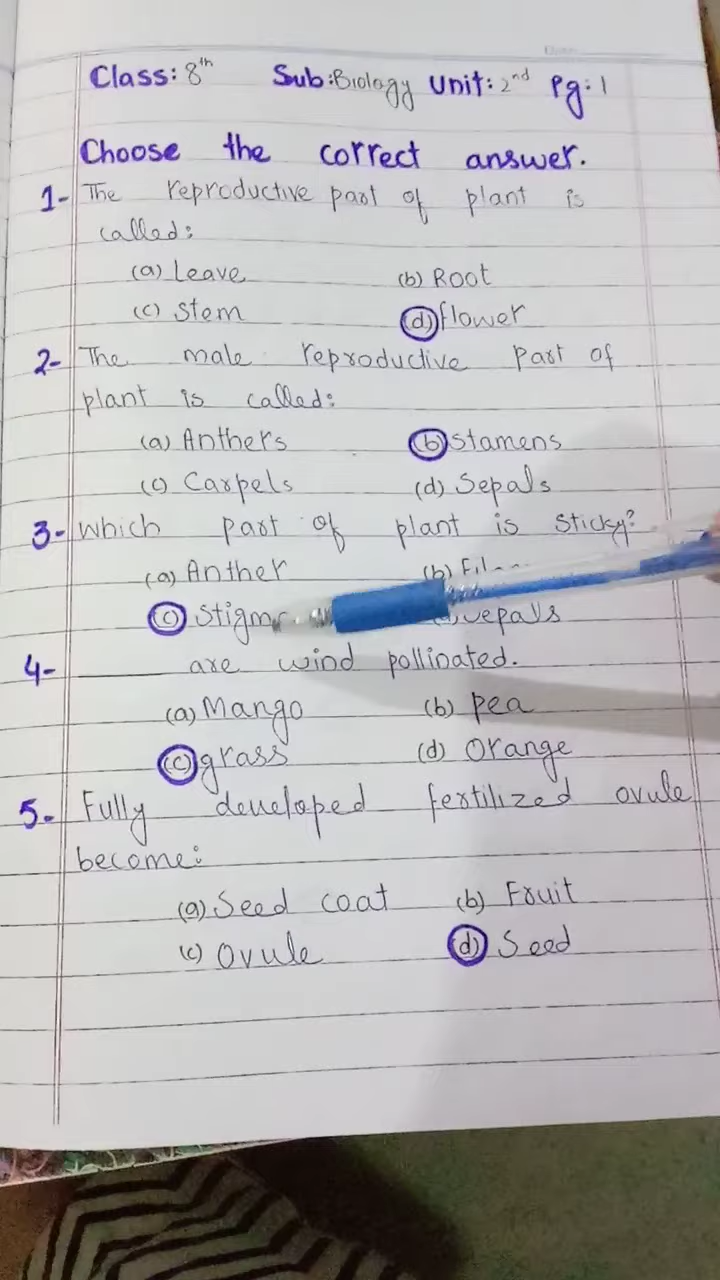 Class: 8th Sub: Biology Unit: 2nd Pg: 1
Choose the correct answer.
1- The reproductive part of plant is
called:
(a) Leave (b) Root
(c) Stem (d) flower
2- The male reproductive part of
plant is called:
(a) Anthers (b) Stamens
(c) Carpels (d) Sepals
3- Which part of plant is sticky?
(a) Anther (b)
(c)
4- ______ are wind pollinated.
(a) Mango (b) pea
(c) grass (d) Orange
5- Fully developed fertilized ovule
become:
(a) Seed coat (b) Fruit
(c) Ovule (d) Seed